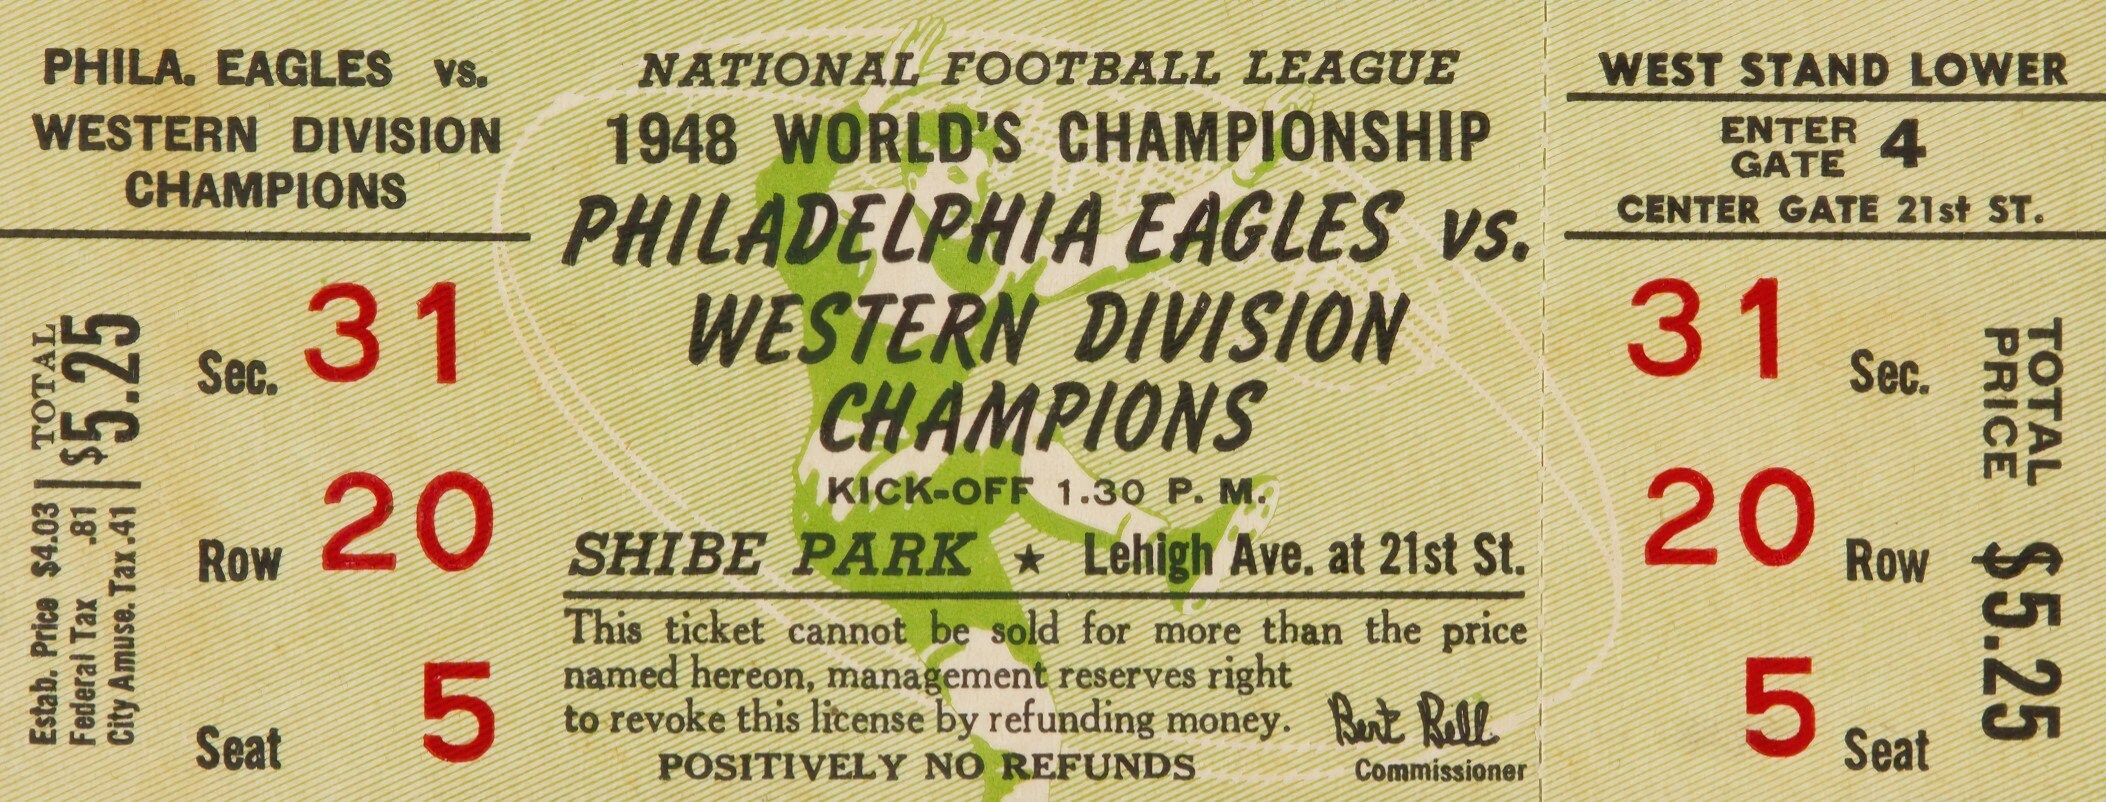 PHILA. EAGLES vs.
WESTERN DIVISION
CHAMPIONS
Estab. Price $4.03
Federal Tax .81
City Amuse. Tax .41
TOTAL
$5.25
Sec. 31
Row 20
Seat 5
NATIONAL FOOTBALL LEAGUE
1948 WORLD'S CHAMPIONSHIP
PHILADELPHIA EAGLES vs.
WESTERN DIVISION
CHAMPIONS
KICK-OFF 1.30 P. M.
SHIBE PARK ★ Lehigh Ave. at 21st St.
This ticket cannot be sold for more than the price
named hereon, management reserves right
to revoke this license by refunding money.
POSITIVELY NO REFUNDS
Bert Bell
Commissioner
WEST STAND LOWER
ENTER
GATE 4
CENTER GATE 21st ST.
31 Sec.
20 Row
5 Seat
TOTAL
PRICE
$5.25